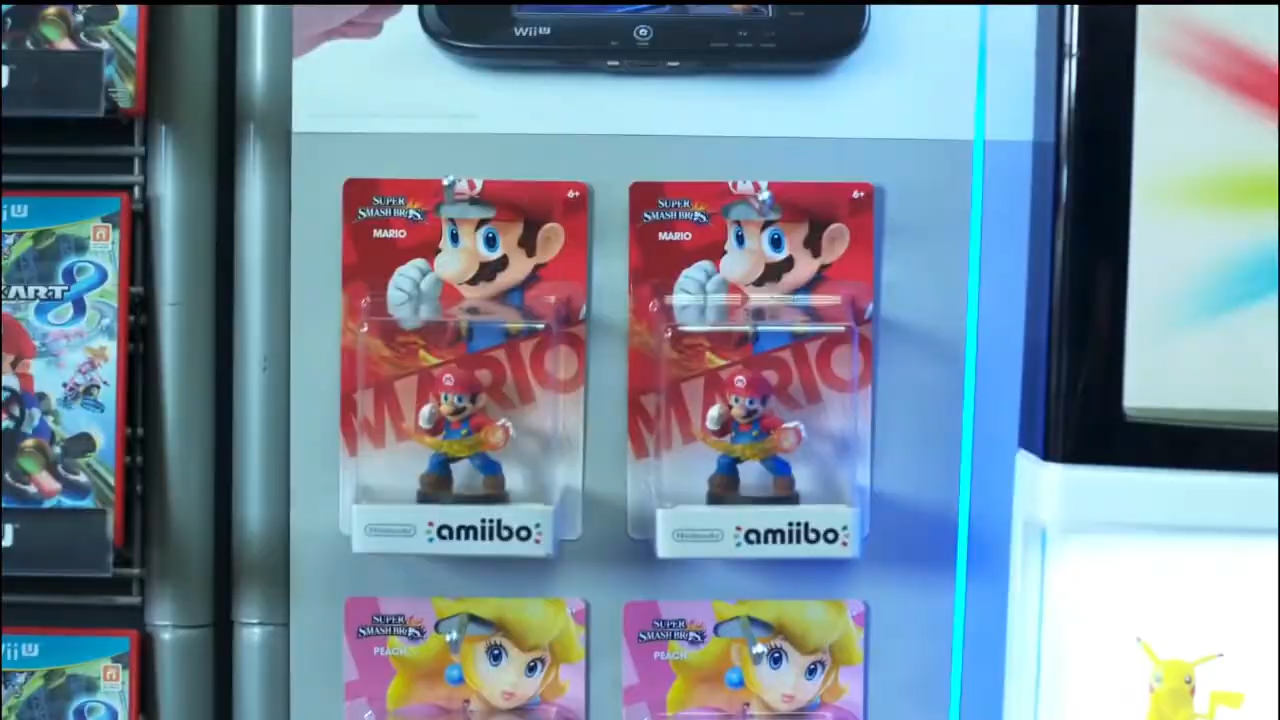 Wii U
U
SUPER
SMASH BROS.
MARIO
6+
MARIO
Nintendo
amiibo
SUPER
SMASH BROS.
MARIO
6+
MARIO
Nintendo
amiibo
Wii U
KART 8
U
SUPER
SMASH BROS.
PEACH
SUPER
SMASH BROS.
PEACH
Wii U
8